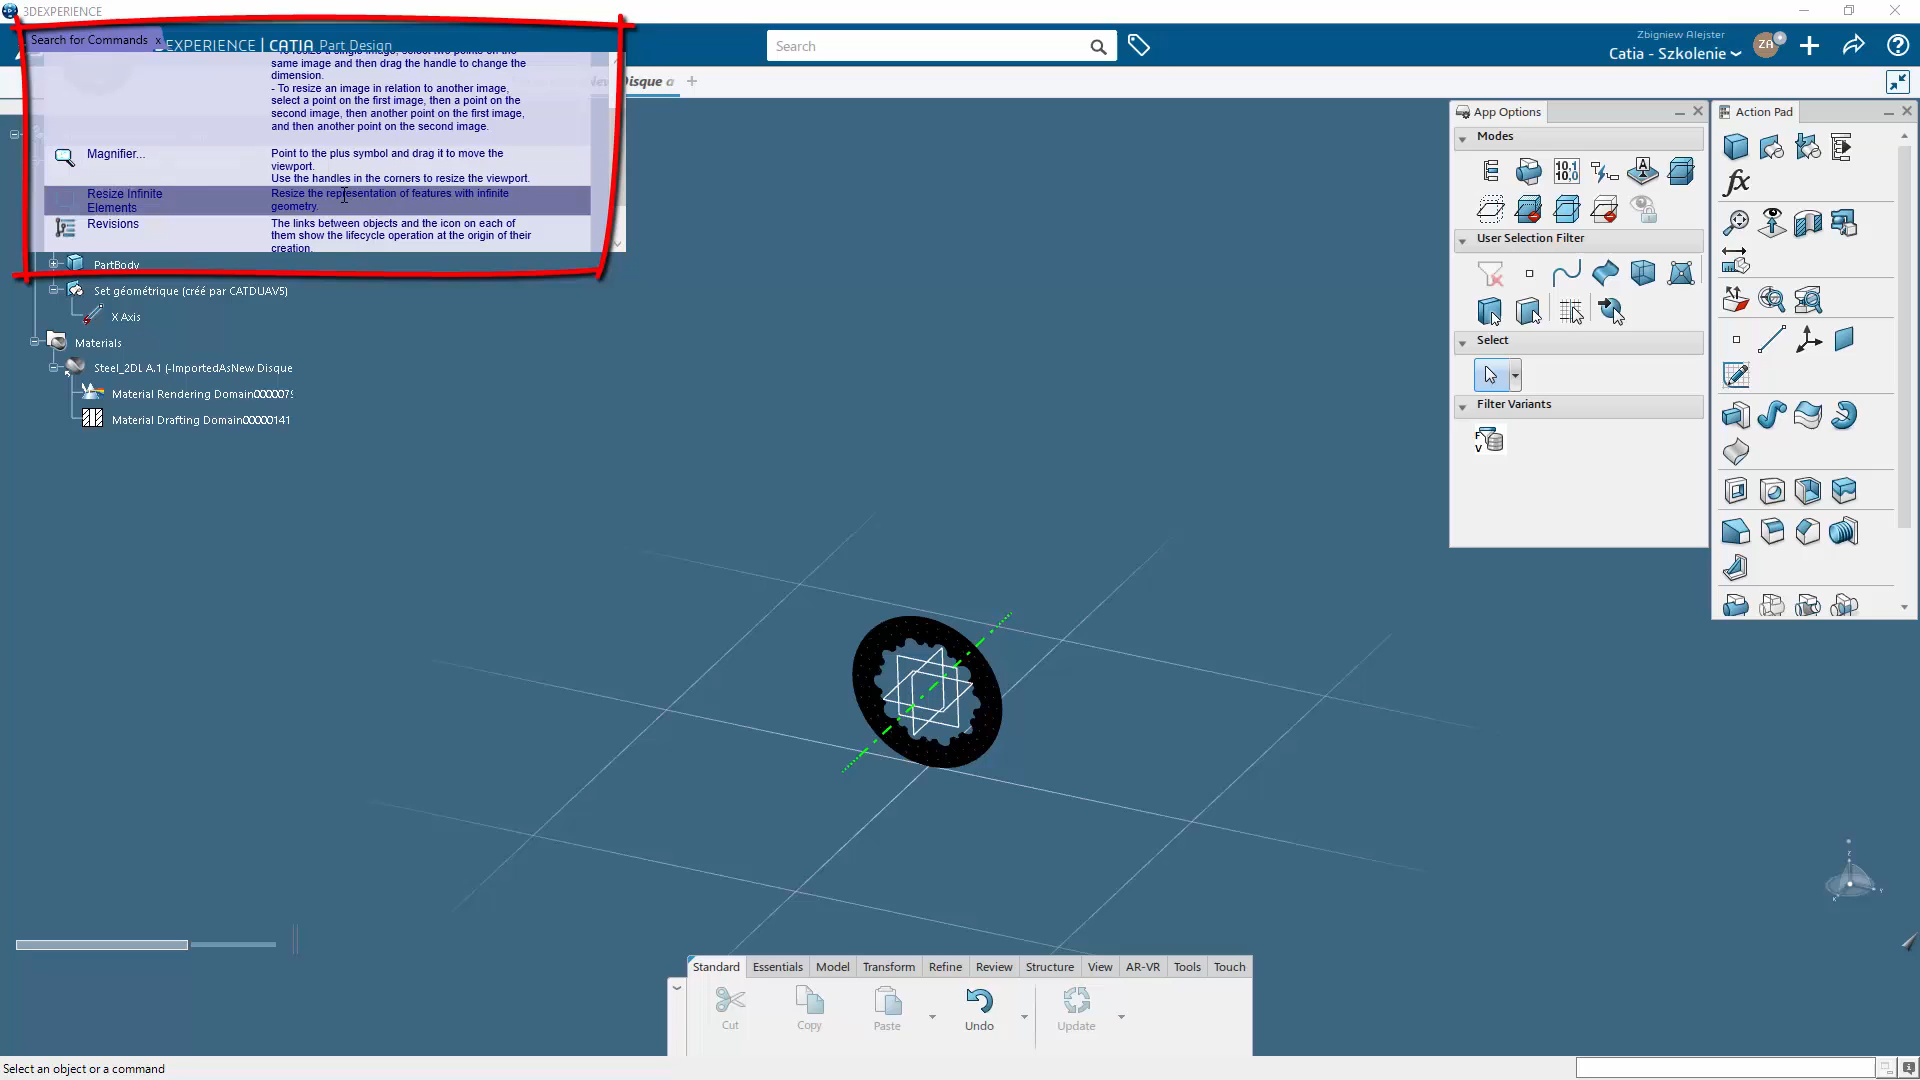 3DEXPERIENCE
Search for Commands x
EXPERIENCE | CATIA Part Design
Search
Zbigniew Alejster
Catia - Szkolenie
ZA
same image and then drag the handle to change the
dimension.
- To resize an image in relation to another image,
select a point on the first image, then a point on the
second image, then another point on the first image,
and then another point on the second image.
Magnifier...
Point to the plus symbol and drag it to move the
viewport.
Use the handles in the corners to resize the viewport.
Resize Infinite
Elements
Resize the representation of features with infinite
geometry.
Revisions
The links between objects and the icon on each of
them show the lifecycle operation at the origin of their
creation.
Disque a
PartBody
Set géométrique (créé par CATDUAV5)
X Axis
Materials
Steel_2DL A.1 (-ImportedAsNew Disque
Material Rendering Domain00000079
Material Drafting Domain00000141
App Options
Modes
10,1
10,0
A
User Selection Filter
Select
Filter Variants
F
V
Action Pad
fx
Standard
Essentials
Model
Transform
Refine
Review
Structure
View
AR-VR
Tools
Touch
Cut
Copy
Paste
Undo
Update
Select an object or a command